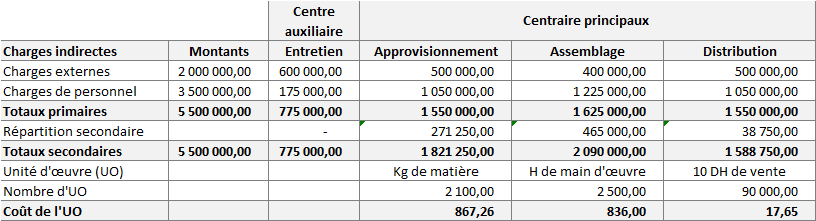 Centre auxiliaire Centraire principaux
Charges indirectes Montants Entretien Approvisionnement Assemblage Distribution
Charges externes 2 000 000,00 600 000,00 500 000,00 400 000,00 500 000,00
Charges de personnel 3 500 000,00 175 000,00 1 050 000,00 1 225 000,00 1 050 000,00
Totaux primaires 5 500 000,00 775 000,00 1 550 000,00 1 625 000,00 1 550 000,00
Répartition secondaire - 271 250,00 465 000,00 38 750,00
Totaux secondaires 5 500 000,00 775 000,00 1 821 250,00 2 090 000,00 1 588 750,00
Unité d'œuvre (UO) Kg de matière H de main d'œuvre 10 DH de vente
Nombre d'UO 2 100,00 2 500,00 90 000,00
Coût de l'UO 867,26 836,00 17,65